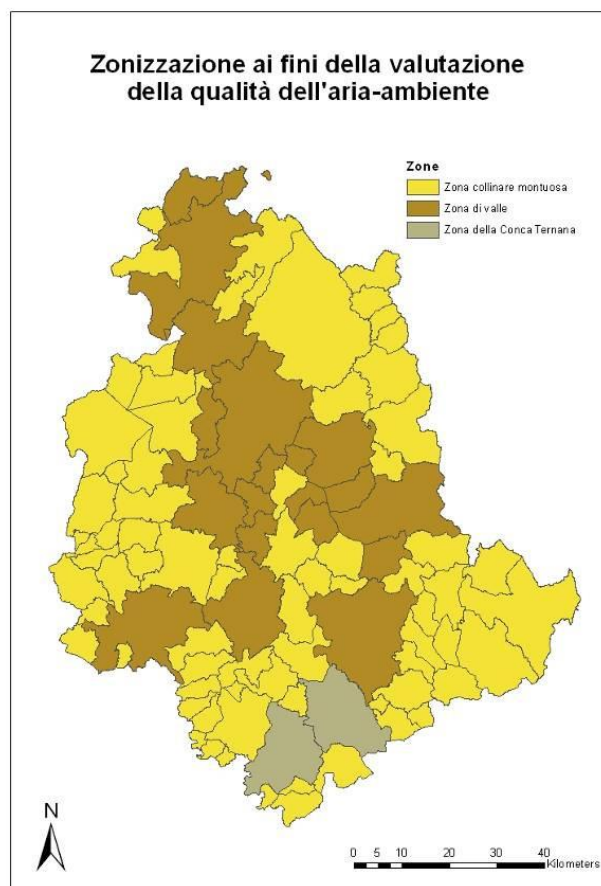 Zonizzazione ai fini della valutazione
della qualità dell'aria-ambiente
Zone
Zona collinare montuosa
Zona di valle
Zona della Conca Ternana
N
0 5 10 20 30 40
Kilometers